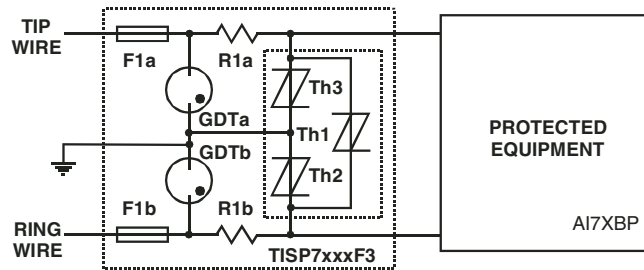 TIP
WIRE
F1a
R1a
GDTa
Th3
Th1
GDTb
Th2
F1b
R1b
RING
WIRE
TISP7xxxF3
PROTECTED
EQUIPMENT
AI7XBP